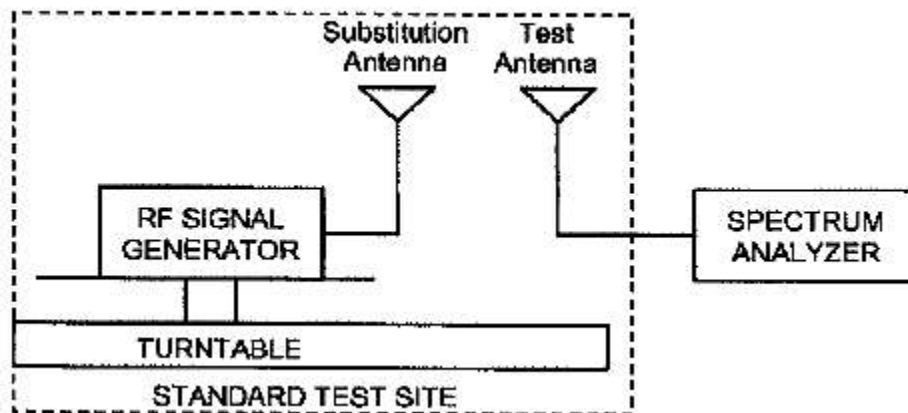 Substitution
Antenna
Test
Antenna
RF SIGNAL
GENERATOR
SPECTRUM
ANALYZER
TURNTABLE
STANDARD TEST SITE